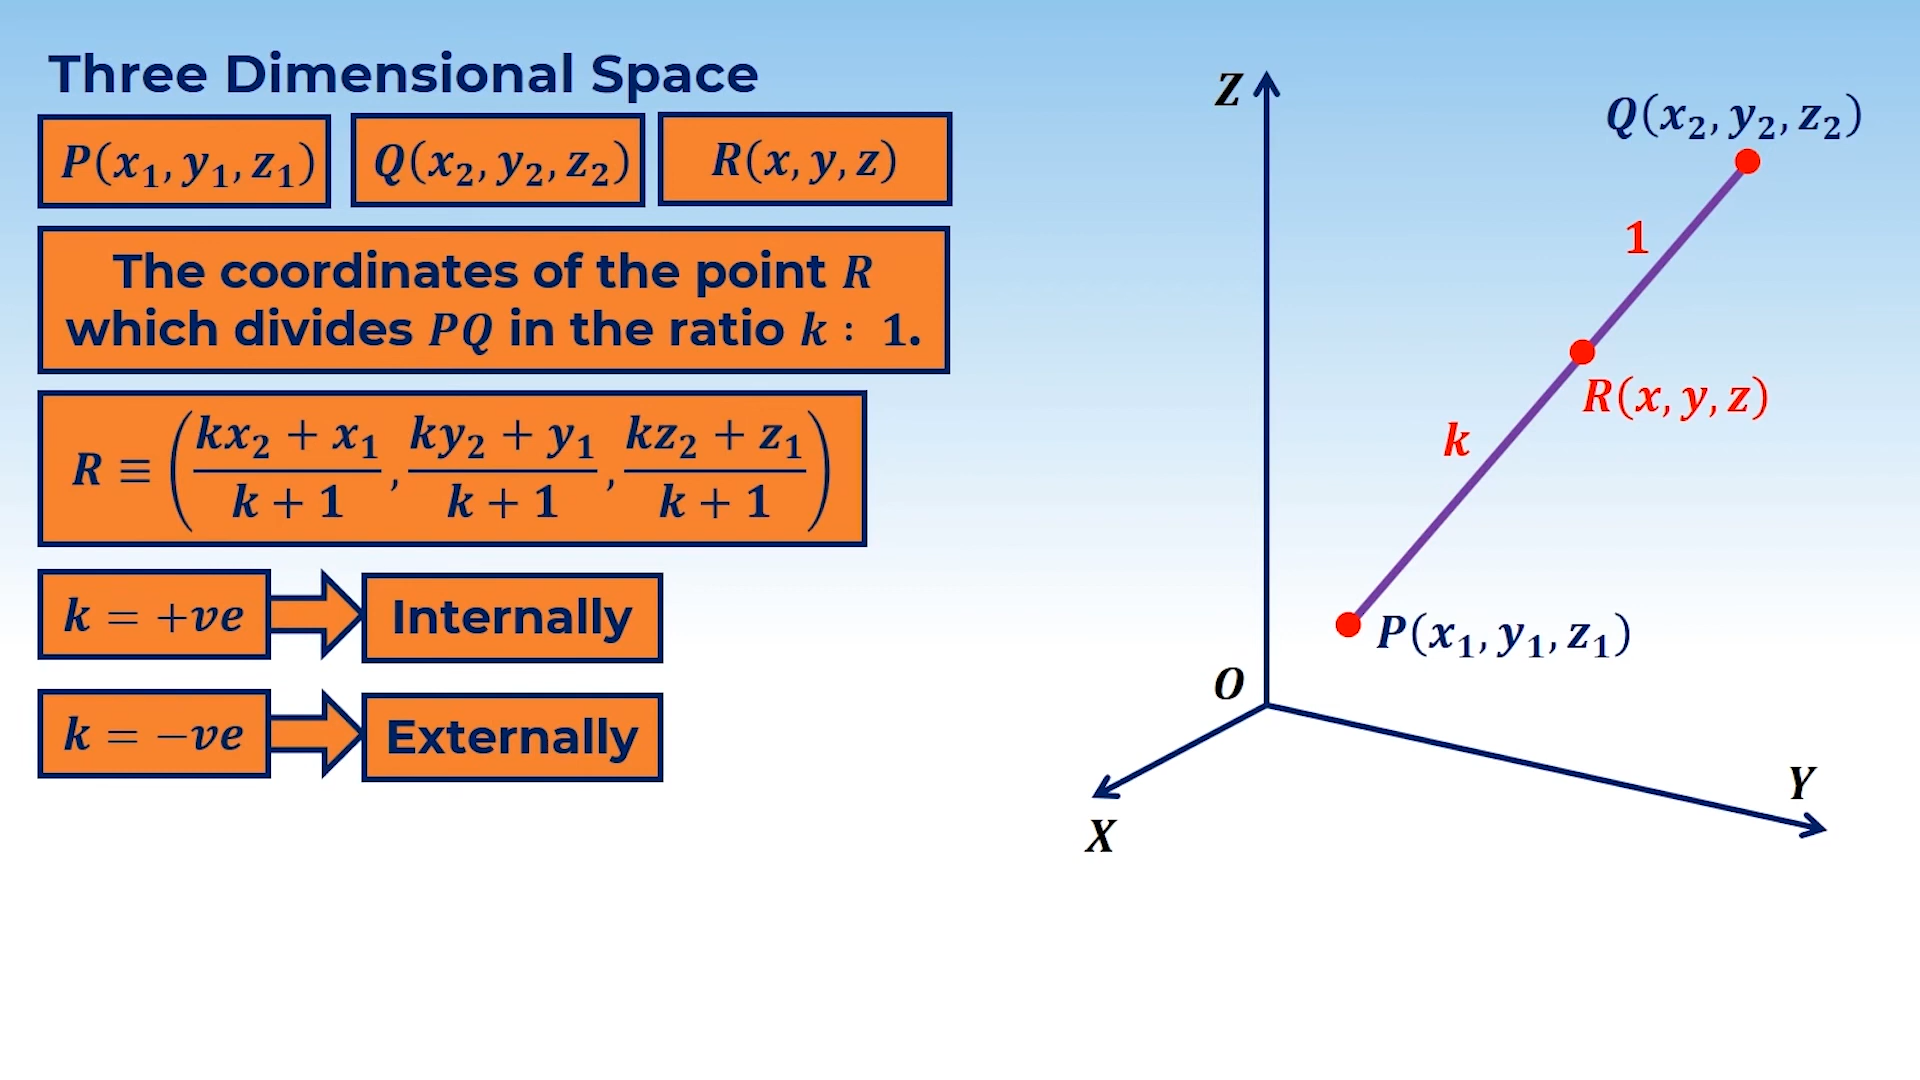 Three Dimensional Space
P(x₁, y₁, z₁) Q(x₂, y₂, z₂) R(x, y, z)
The coordinates of the point R
which divides PQ in the ratio k : 1.
R ≡ ((kx₂ + x₁)/(k + 1), (ky₂ + y₁)/(k + 1), (kz₂ + z₁)/(k + 1))
k = +ve Internally
k = −ve Externally
Z
Q(x₂, y₂, z₂)
1
R(x, y, z)
k
P(x₁, y₁, z₁)
O
Y
X